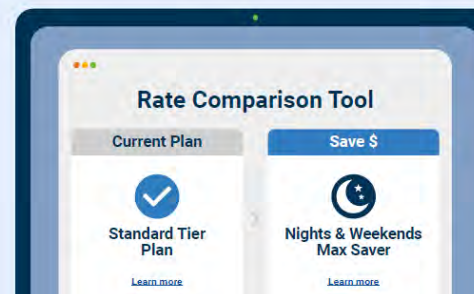 Rate Comparison Tool
Current Plan
Save $
Standard Tier
Plan
Nights & Weekends
Max Saver
Learn more
Learn more